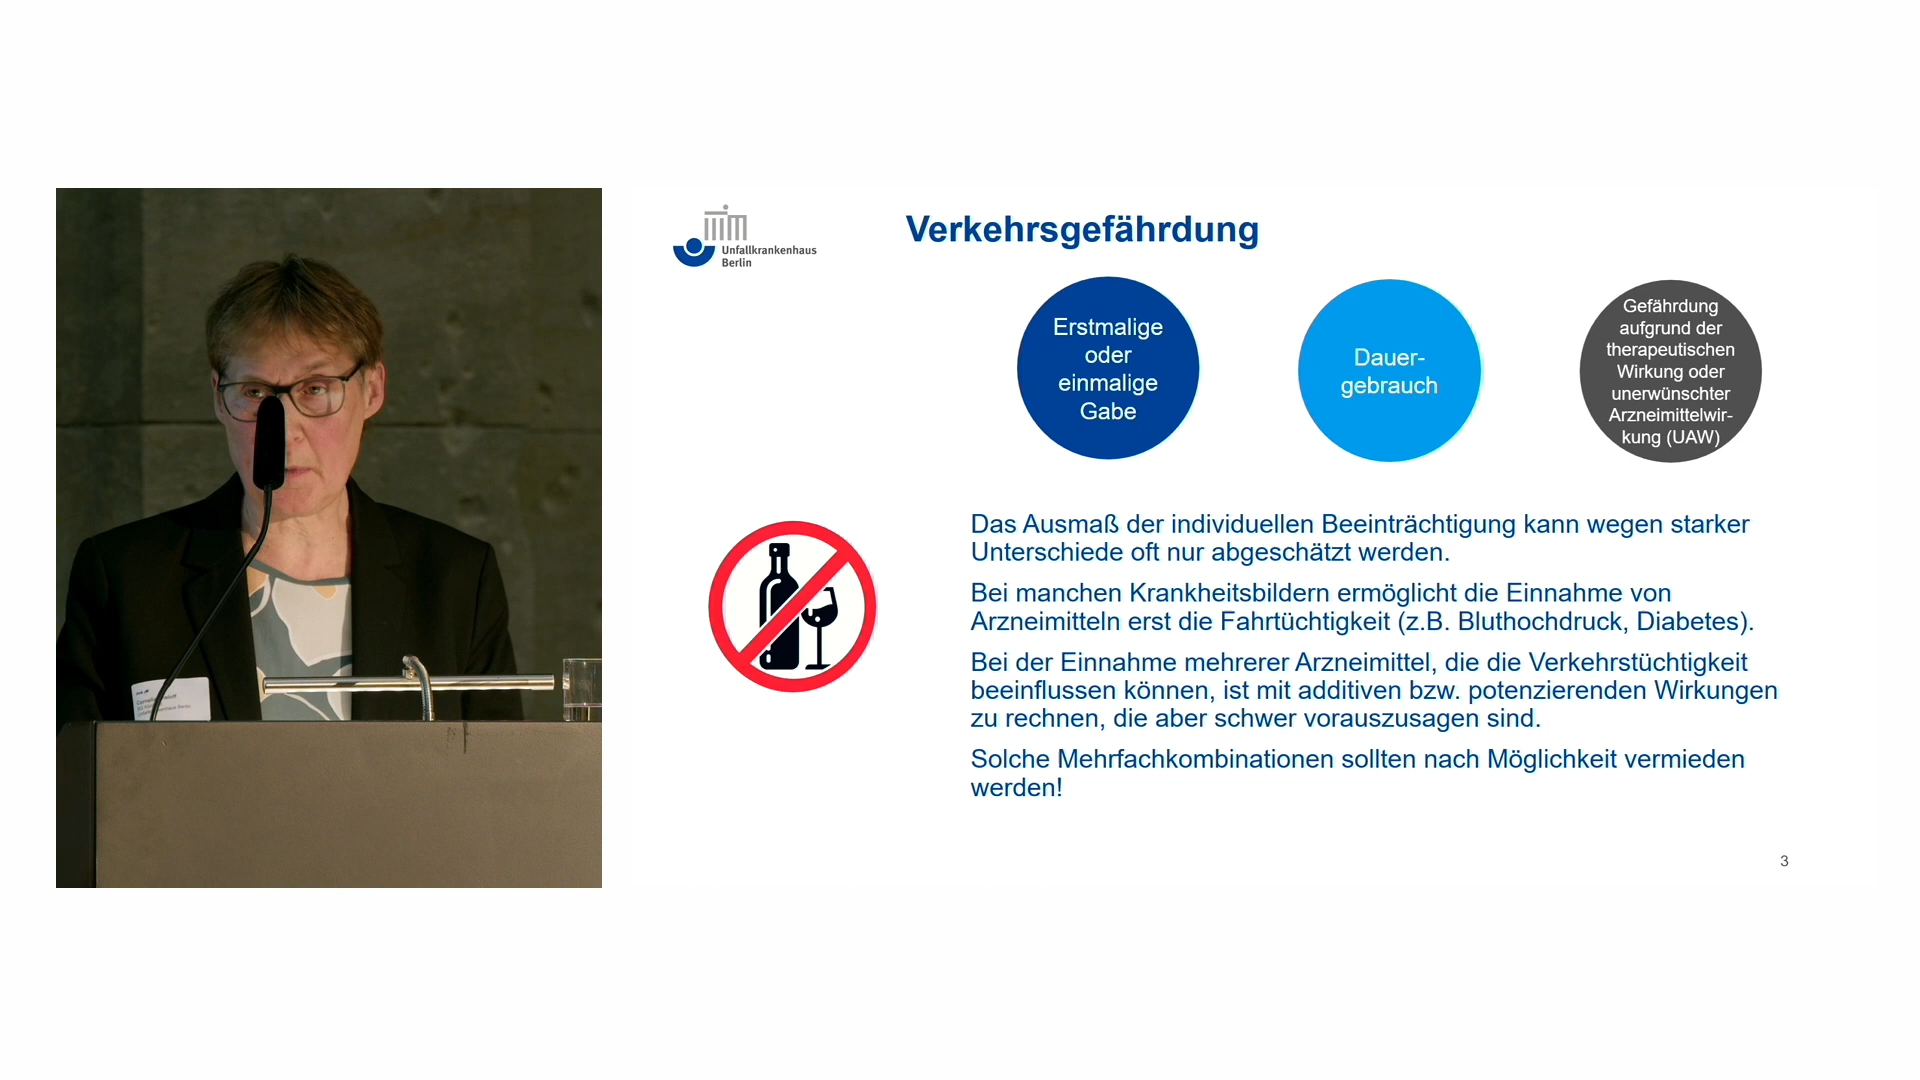 Unfallkrankenhaus
Berlin
Verkehrsgefährdung
Erstmalige
oder
einmalige
Gabe
Dauer-
gebrauch
Gefährdung
aufgrund der
therapeutischen
Wirkung oder
unerwünschter
Arzneimittelwir-
kung (UAW)
Das Ausmaß der individuellen Beeinträchtigung kann wegen starker
Unterschiede oft nur abgeschätzt werden.
Bei manchen Krankheitsbildern ermöglicht die Einnahme von
Arzneimitteln erst die Fahrtüchtigkeit (z.B. Bluthochdruck, Diabetes).
Bei der Einnahme mehrerer Arzneimittel, die die Verkehrstüchtigkeit
beeinflussen können, ist mit additiven bzw. potenzierenden Wirkungen
zu rechnen, die aber schwer vorauszusagen sind.
Solche Mehrfachkombinationen sollten nach Möglichkeit vermieden
werden!
3